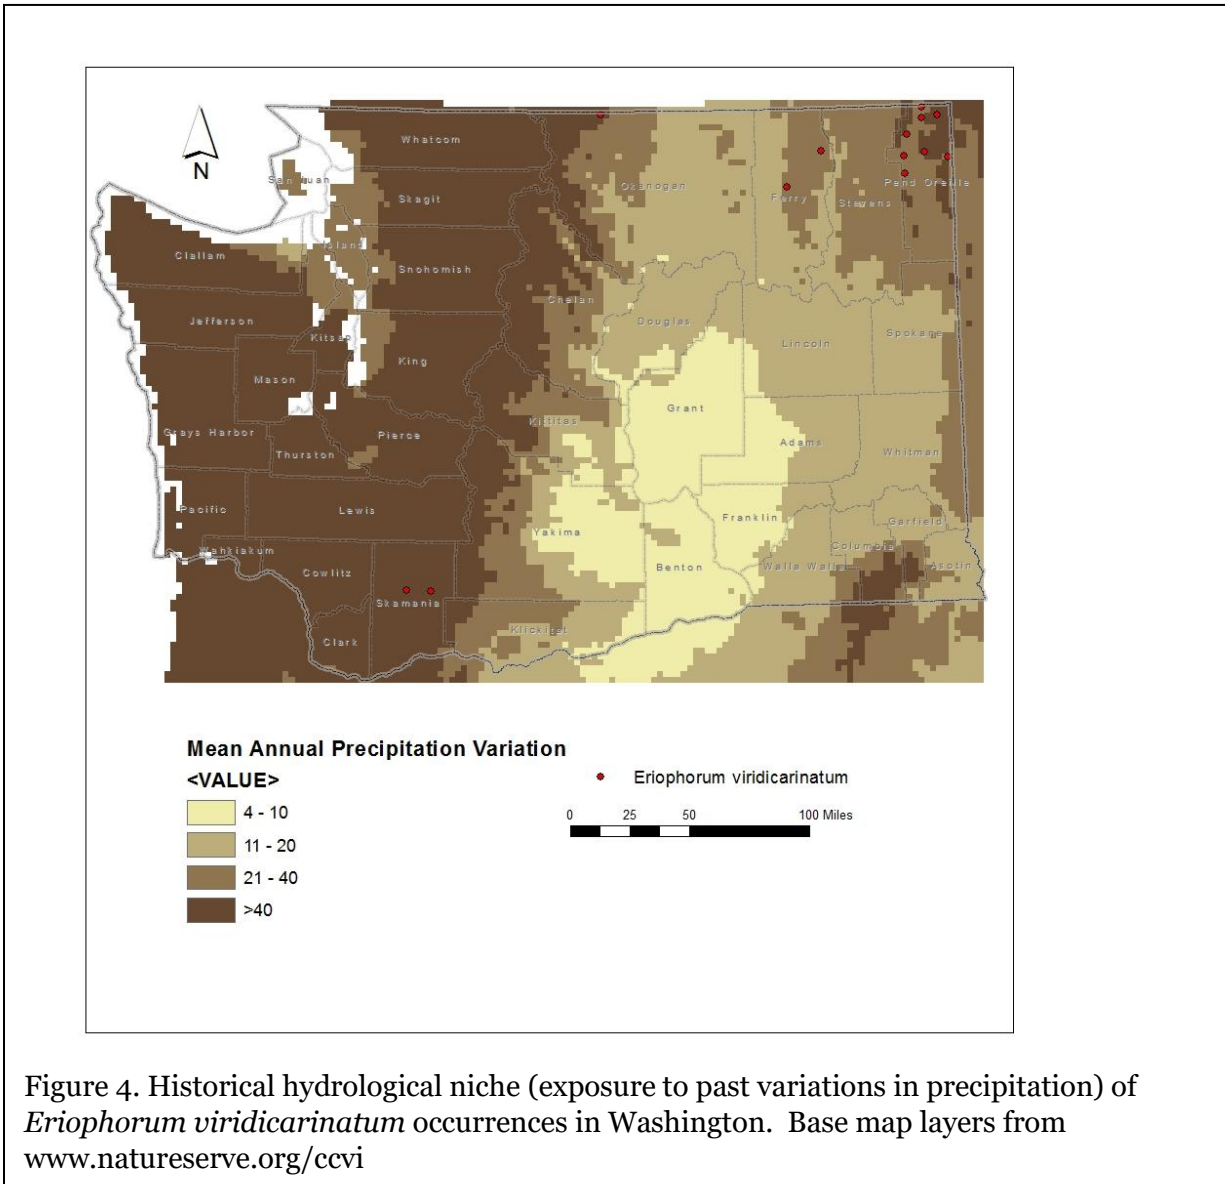 N
Whatcom
San Juan
Skagit
Okanogan
Ferry
Stevens
Pend Oreille
Island
Clallam
Snohomish
Chelan
Jefferson
Douglas
Kitsap
King
Lincoln
Spokane
Mason
Grant
Kittitas
Grays Harbor
Pierce
Adams
Thurston
Whitman
Pacific
Lewis
Yakima
Franklin
Garfield
Wahkiakum
Columbia
Cowlitz
Benton
Walla Walla
Asotin
Skamania
Klickitat
Clark
Mean Annual Precipitation Variation
<VALUE>
4 - 10
11 - 20
21 - 40
>40
Eriophorum viridicarinatum
0 25 50 100 Miles
Figure 4. Historical hydrological niche (exposure to past variations in precipitation) of
Eriophorum viridicarinatum occurrences in Washington.  Base map layers from
www.natureserve.org/ccvi